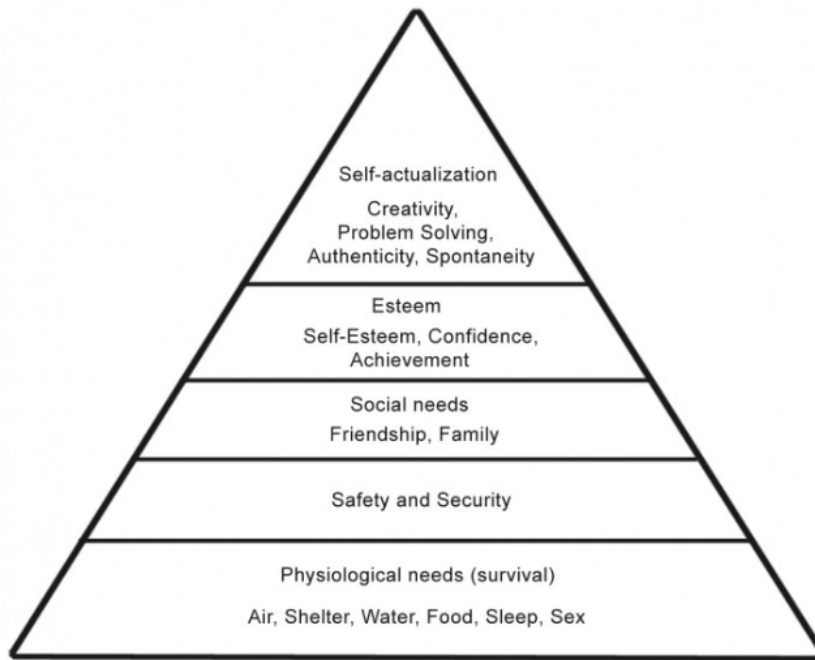 Self-actualization
Creativity,
Problem Solving,
Authenticity, Spontaneity
Esteem
Self-Esteem, Confidence,
Achievement
Social needs
Friendship, Family
Safety and Security
Physiological needs (survival)
Air, Shelter, Water, Food, Sleep, Sex